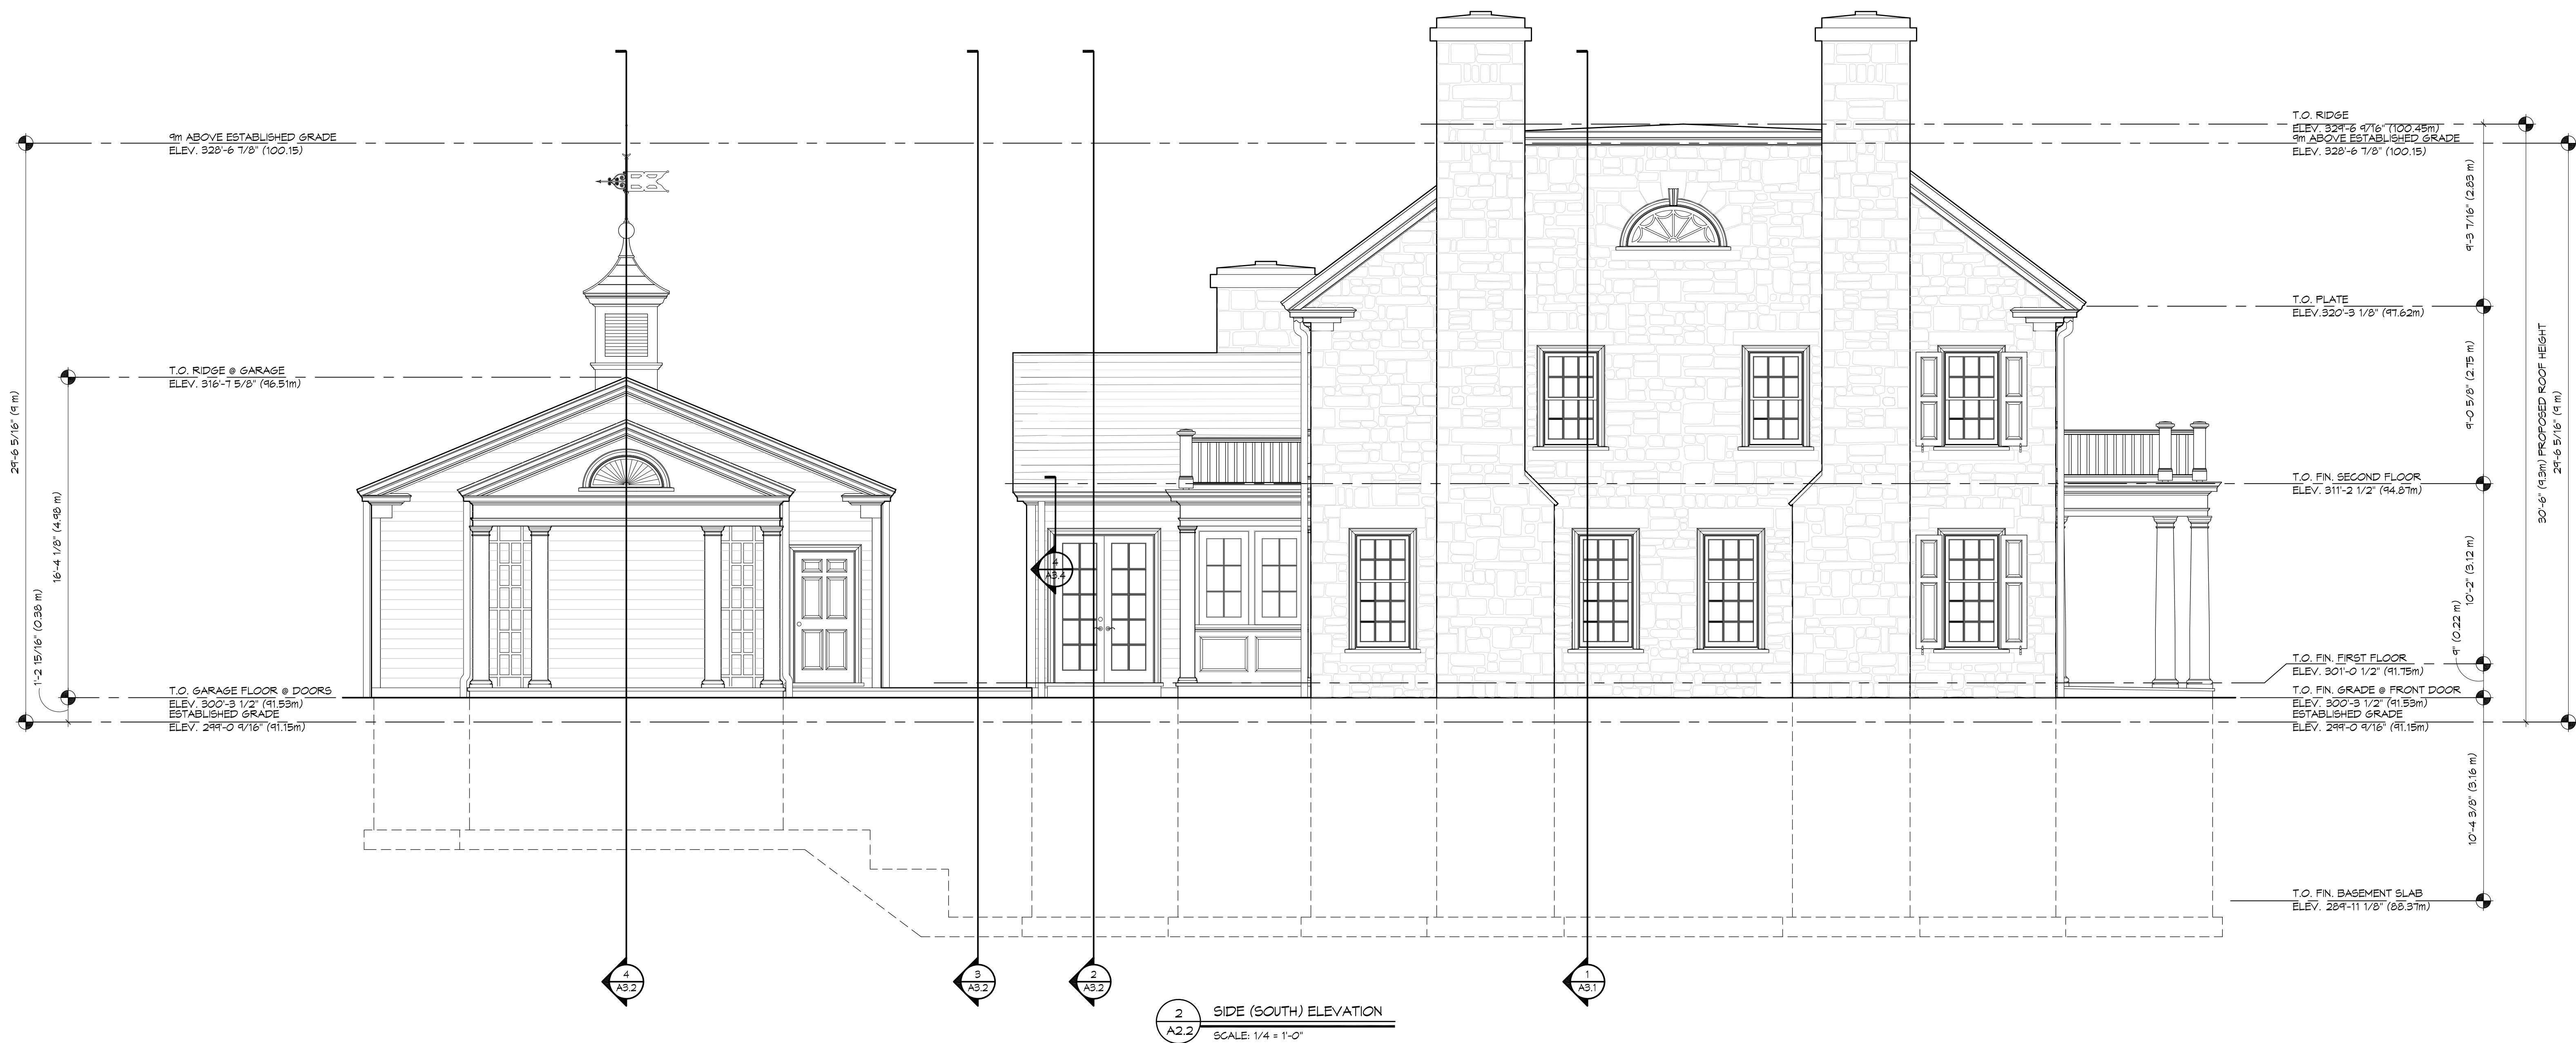 9m ABOVE ESTABLISHED GRADE
ELEV. 328'-6 7/8" (100.15)
T.O. RIDGE @ GARAGE
ELEV. 316'-7 5/8" (96.51m)
29'-6 5/16" (9 m)
16'-4 1/8" (4.98 m)
1'-2 15/16" (0.38 m)
T.O. GARAGE FLOOR @ DOORS
ELEV. 300'-3 1/2" (91.53m)
ESTABLISHED GRADE
ELEV. 299'-0 9/16" (91.15m)
T.O. RIDGE
ELEV. 329'-6 9/16" (100.45m)
9m ABOVE ESTABLISHED GRADE
ELEV. 328'-6 7/8" (100.15)
9'-3 7/16" (2.83 m)
T.O. PLATE
ELEV.320'-3 1/8" (97.62m)
9'-0 5/8" (2.75 m)
30'-6" (9.3m) PROPOSED ROOF HEIGHT
29'-6 5/16" (9 m)
T.O. FIN. SECOND FLOOR
ELEV. 311'-2 1/2" (94.87m)
10'-2" (3.12 m)
9" (0.22 m)
T.O. FIN. FIRST FLOOR
ELEV. 301'-0 1/2" (91.75m)
T.O. FIN. GRADE @ FRONT DOOR
ELEV. 300'-3 1/2" (91.53m)
ESTABLISHED GRADE
ELEV. 299'-0 9/16" (91.15m)
10'-4 3/8" (3.16 m)
T.O. FIN. BASEMENT SLAB
ELEV. 289'-11 1/8" (88.37m)
4
A3.4
4
A3.2
3
A3.2
2
A3.2
1
A3.1
2
A2.2
SIDE (SOUTH) ELEVATION
SCALE: 1/4 = 1'-0"